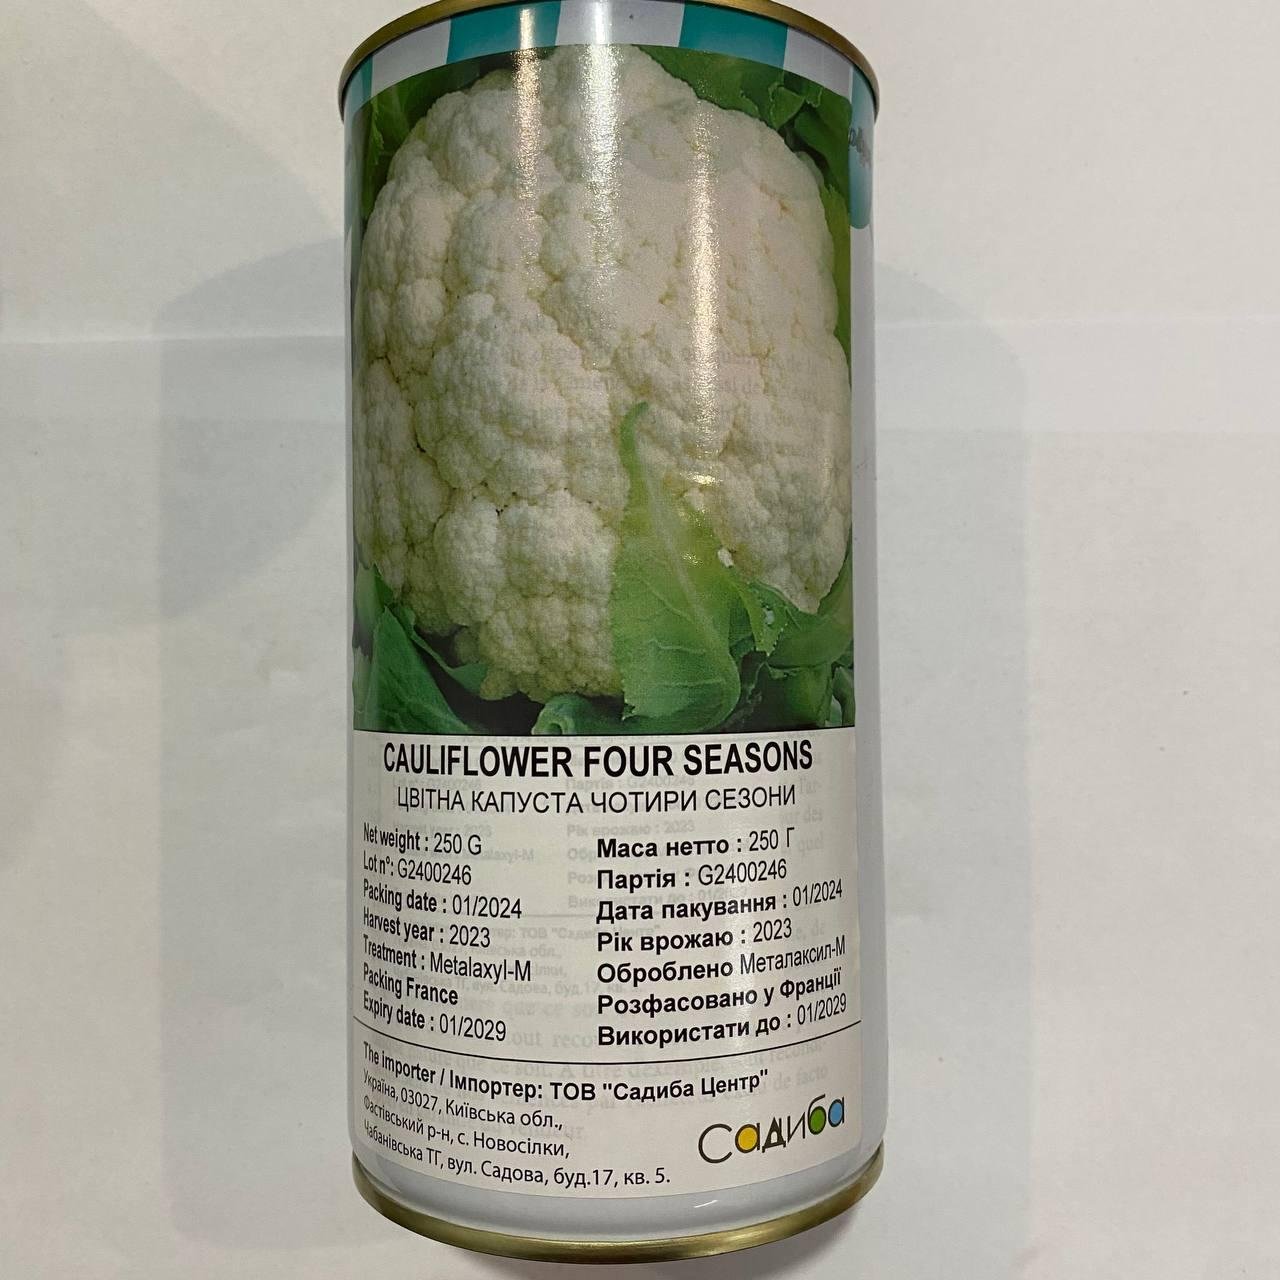 CAULIFLOWER FOUR SEASONS
ЦВІТНА КАПУСТА ЧОТИРИ СЕЗОНИ
Net weight : 250 G
Lot n°: G2400246
Packing date : 01/2024
Harvest year : 2023
Treatment : Metalaxyl-M
Packing France
Expiry date : 01/2029
Маса нетто : 250 Г
Партія : G2400246
Дата пакування : 01/2024
Рік врожаю : 2023
Оброблено Металаксил-М
Розфасовано у Франції
Використати до : 01/2029
The importer / Імпортер: ТОВ "Садиба Центр"
Україна, 03027, Київська обл.,
Фастівський р-н, с. Новосілки,
Чабанівська ТГ, вул. Садова, буд.17, кв. 5.
Садиба